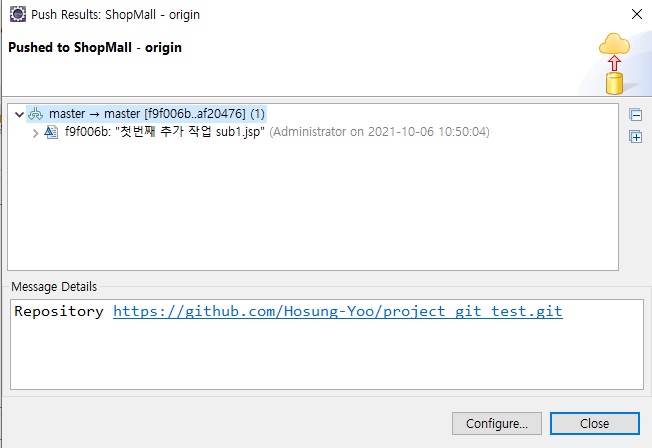 Push Results: ShopMall - origin
Pushed to ShopMall - origin
master → master [f9f006b..af20476] (1)
f9f006b: "첫번째 추가 작업 sub1.jsp" (Administrator on 2021-10-06 10:50:04)
Message Details
Repository https://github.com/Hosung-Yoo/project_git_test.git
Configure...
Close